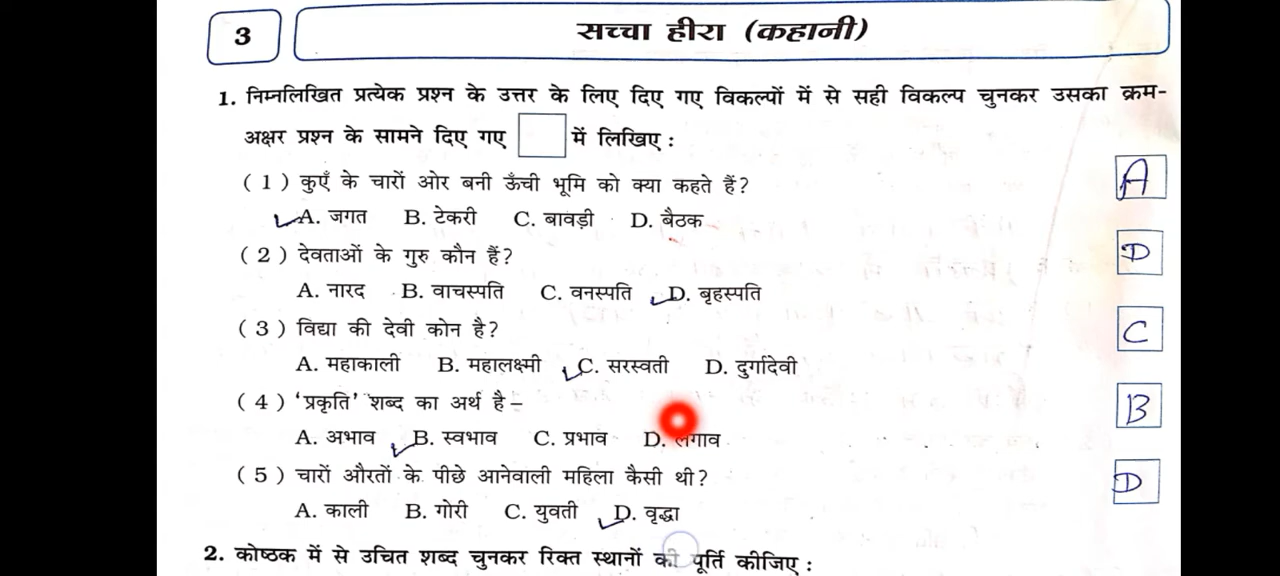 3
सच्चा हीरा (कहानी)
1. निम्नलिखित प्रत्येक प्रश्न के उत्तर के लिए दिए गए विकल्पों में से सही विकल्प चुनकर उसका क्रम-
अक्षर प्रश्न के सामने दिए गए में लिखिए :
( 1 ) कुएँ के चारों ओर बनी ऊँची भूमि को क्या कहते हैं? A
A. जगत B. टेकरी C. बावड़ी D. बैठक
( 2 ) देवताओं के गुरु कौन हैं? D
A. नारद B. वाचस्पति C. वनस्पति D. बृहस्पति
( 3 ) विद्या की देवी कोन है? C
A. महाकाली B. महालक्ष्मी C. सरस्वती D. दुर्गादेवी
( 4 ) ‘प्रकृति’ शब्द का अर्थ है – B
A. अभाव B. स्वभाव C. प्रभाव D. लगाव
( 5 ) चारों औरतों के पीछे आनेवाली महिला कैसी थी? D
A. काली B. गोरी C. युवती D. वृद्धा
2. कोष्ठक में से उचित शब्द चुनकर रिक्त स्थानों की पूर्ति कीजिए :